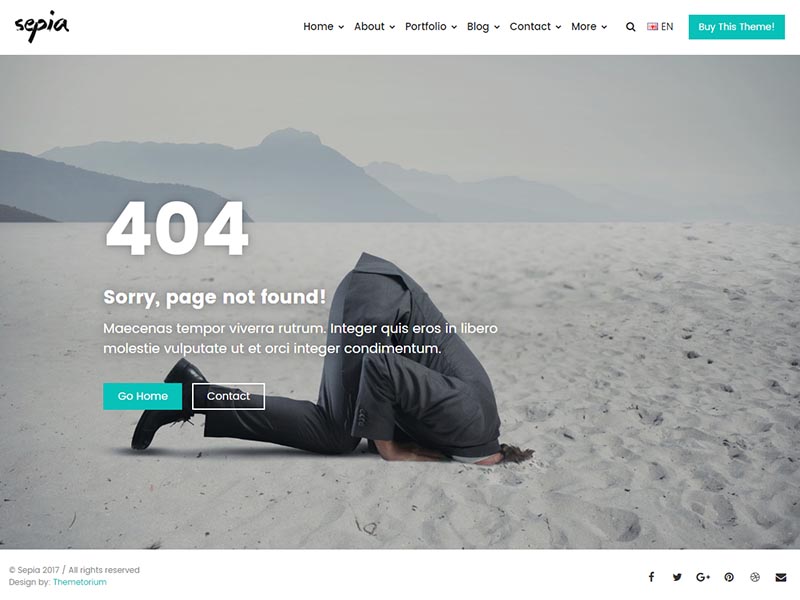 sepia
Home About Portfolio Blog Contact More EN Buy This Theme!
404
Sorry, page not found!
Maecenas tempor viverra rutrum. Integer quis eros in libero
molestie vulputate ut et orci integer condimentum.
Go Home Contact
© Sepia 2017 / All rights reserved
Design by: Themetorium